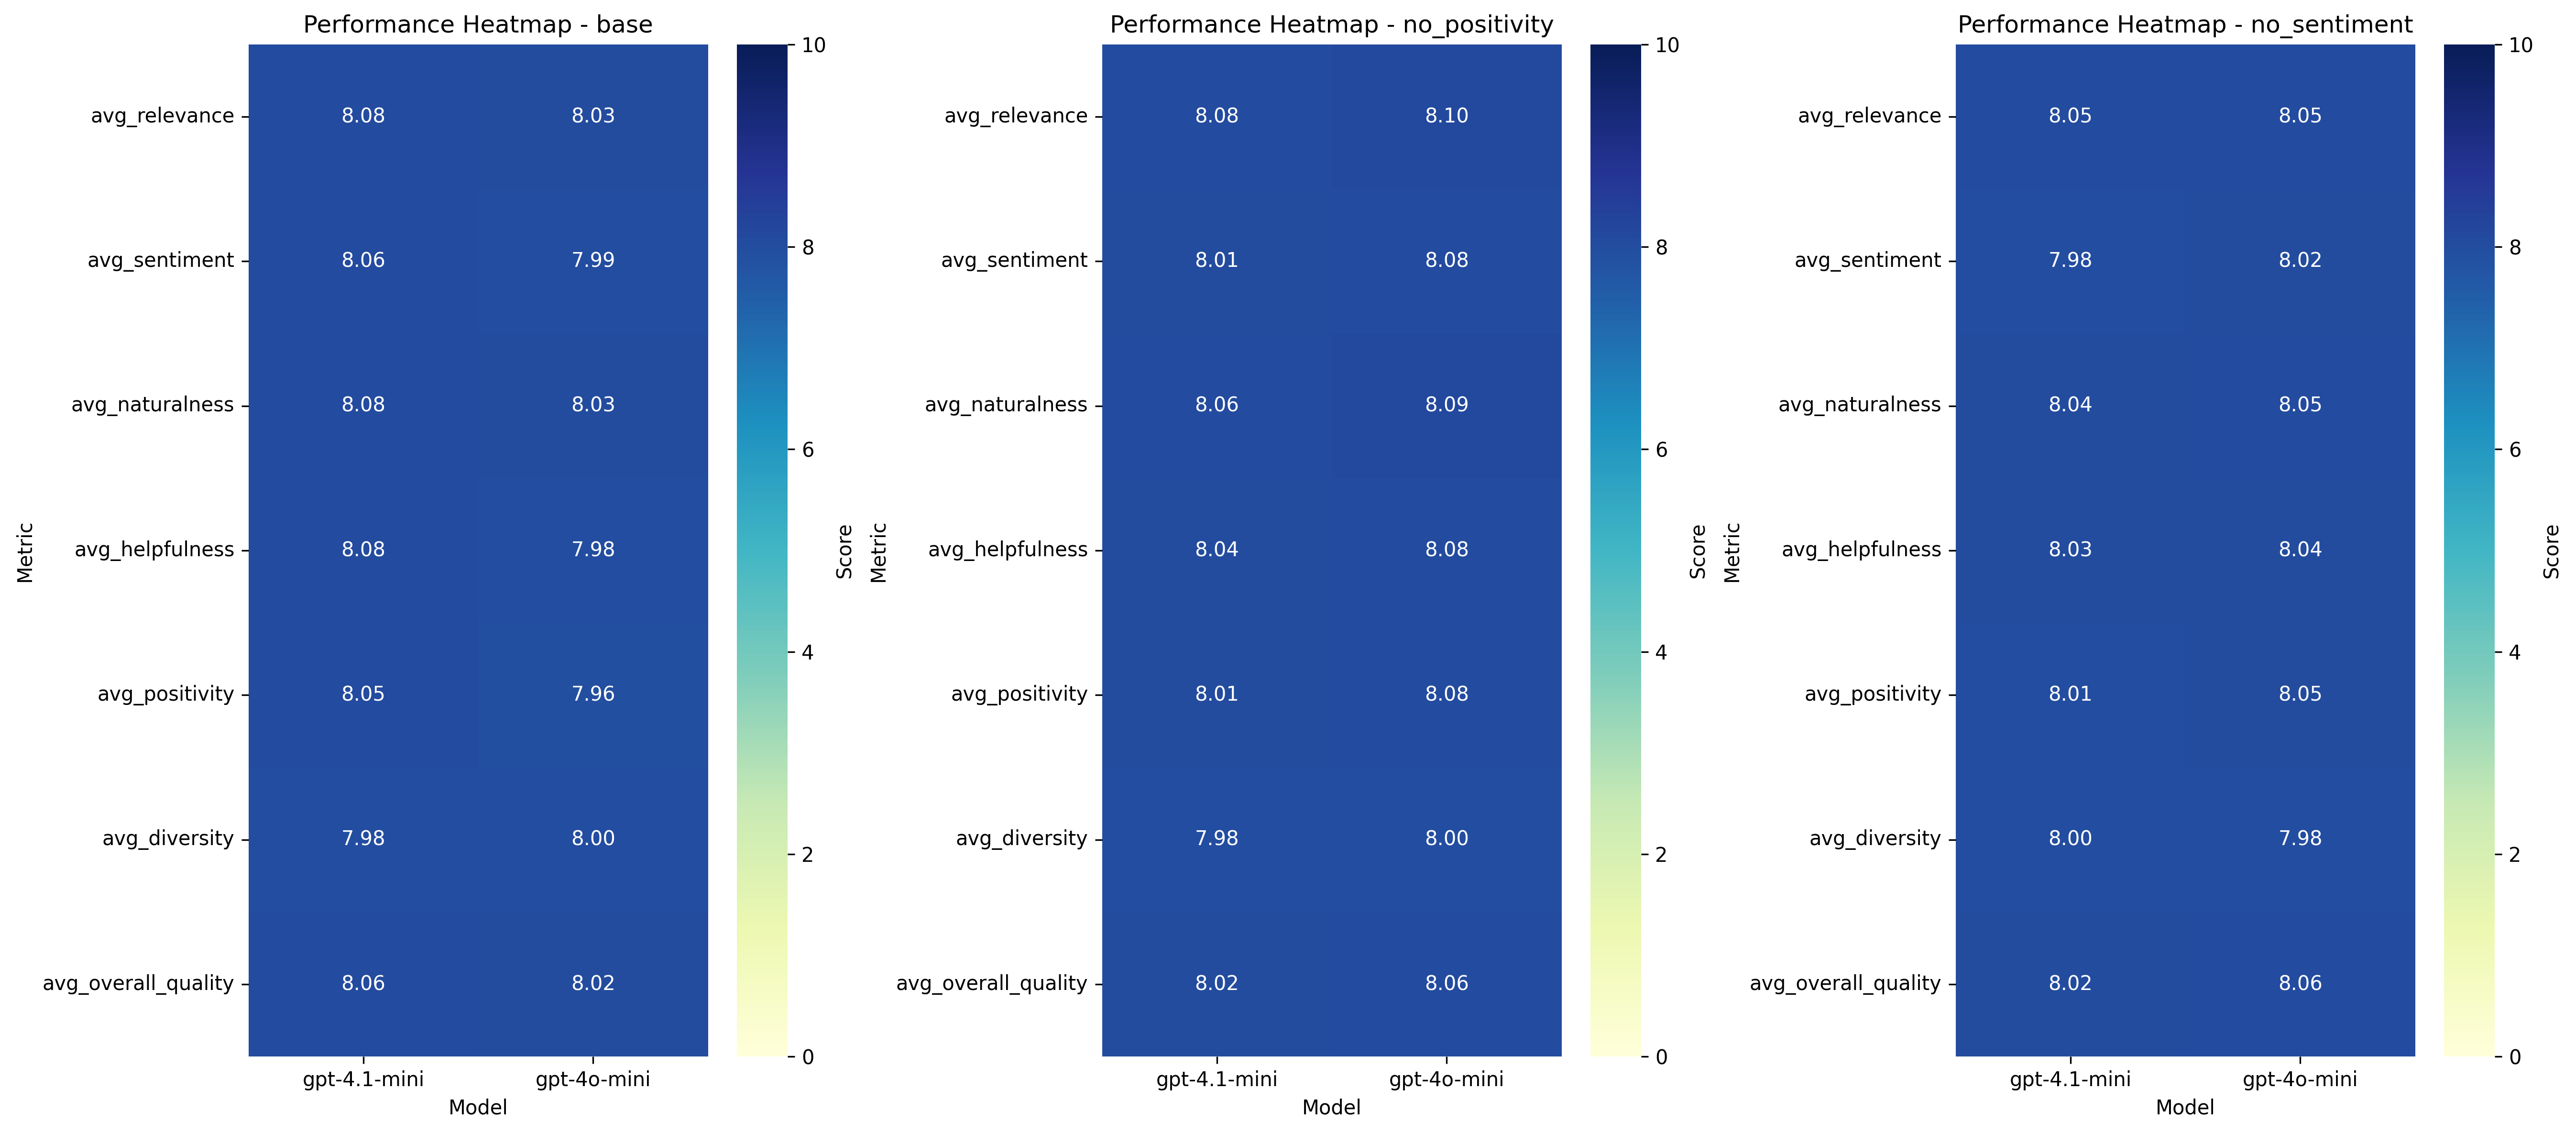 Performance Heatmap - base
avg_relevance 8.08 8.03
avg_sentiment 8.06 7.99
avg_naturalness 8.08 8.03
avg_helpfulness 8.08 7.98
avg_positivity 8.05 7.96
avg_diversity 7.98 8.00
avg_overall_quality 8.06 8.02
Metric
gpt-4.1-mini gpt-4o-mini
Model
10
8
6
4
2
0
Score
Performance Heatmap - no_positivity
avg_relevance 8.08 8.10
avg_sentiment 8.01 8.08
avg_naturalness 8.06 8.09
avg_helpfulness 8.04 8.08
avg_positivity 8.01 8.08
avg_diversity 7.98 8.00
avg_overall_quality 8.02 8.06
Metric
gpt-4.1-mini gpt-4o-mini
Model
10
8
6
4
2
0
Score
Performance Heatmap - no_sentiment
avg_relevance 8.05 8.05
avg_sentiment 7.98 8.02
avg_naturalness 8.04 8.05
avg_helpfulness 8.03 8.04
avg_positivity 8.01 8.05
avg_diversity 8.00 7.98
avg_overall_quality 8.02 8.06
Metric
gpt-4.1-mini gpt-4o-mini
Model
10
8
6
4
2
0
Score